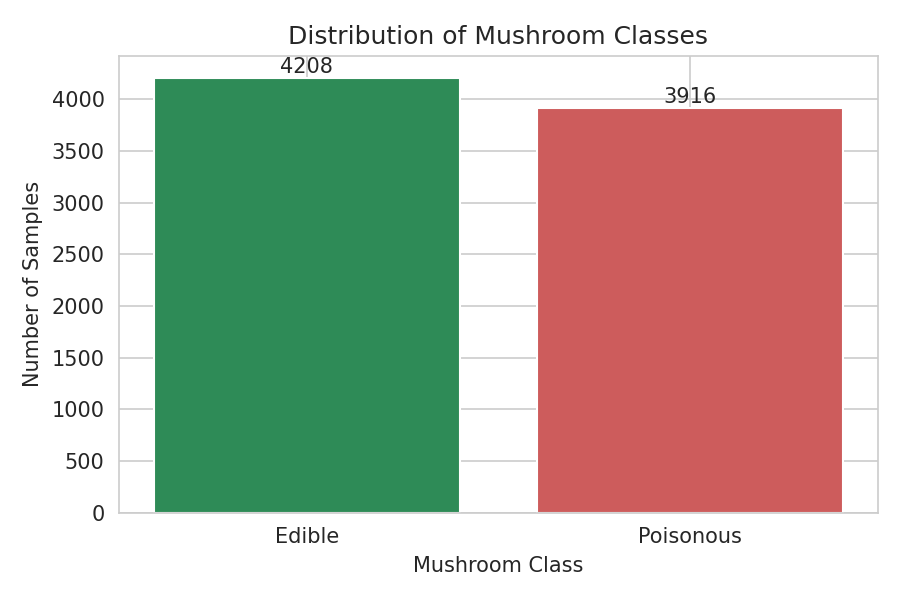 Distribution of Mushroom Classes
4208
3916
4000
3500
3000
2500
2000
1500
1000
500
0
Number of Samples
Edible
Poisonous
Mushroom Class